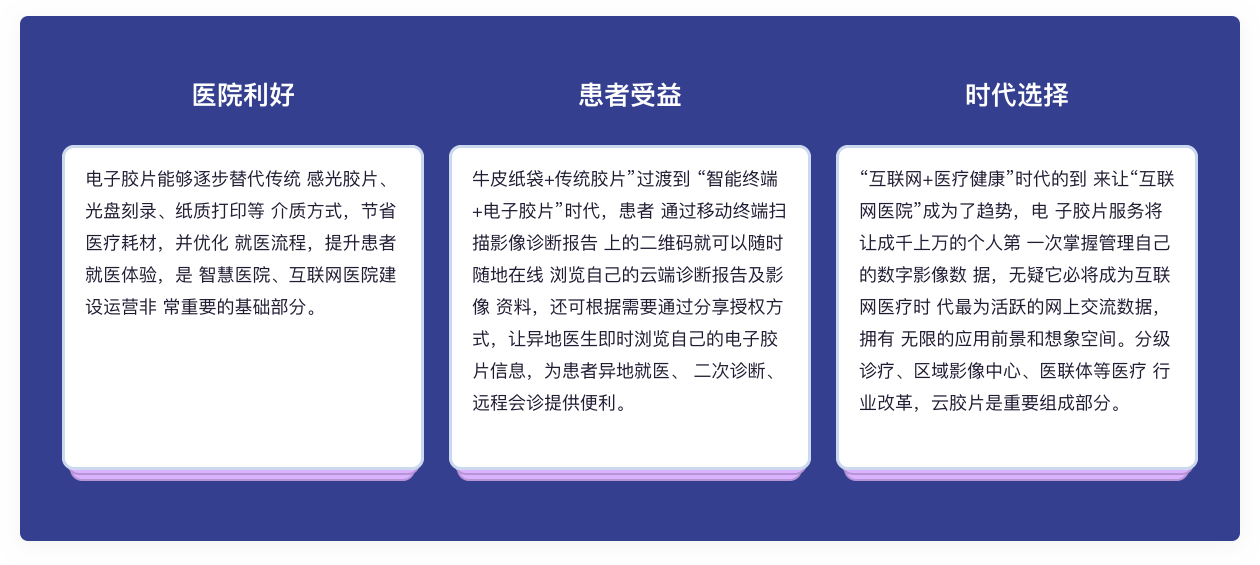 医院利好
电子胶片能够逐步替代传统 感光胶片、
光盘刻录、纸质打印等 介质方式，节省
医疗耗材，并优化 就医流程，提升患者
就医体验，是 智慧医院、互联网医院建
设运营非 常重要的基础部分。
患者受益
牛皮纸袋+传统胶片”过渡到 “智能终端
+电子胶片”时代，患者 通过移动终端扫
描影像诊断报告 上的二维码就可以随时
随地在线 浏览自己的云端诊断报告及影
像 资料，还可根据需要通过分享授权方
式，让异地医生即时浏览自己的电子胶
片信息，为患者异地就医、 二次诊断、
远程会诊提供便利。
时代选择
“互联网+医疗健康”时代的到 来让“互联
网医院”成为了趋势，电 子胶片服务将
让成千上万的个人第 一次掌握管理自己
的数字影像数 据，无疑它必将成为互联
网医疗时 代最为活跃的网上交流数据，
拥有 无限的应用前景和想象空间。分级
诊疗、区域影像中心、医联体等医疗 行
业改革，云胶片是重要组成部分。